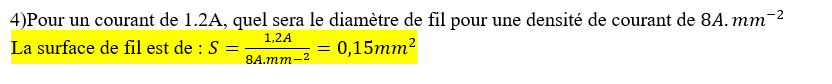 4)Pour un courant de 1.2A, quel sera le diamètre de fil pour une densité de courant de 8A. mm⁻²
La surface de fil est de : S = 1,2A / 8A.mm−2 = 0,15mm²